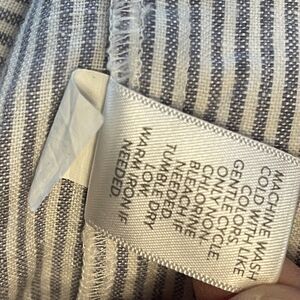 MACHINE WASH
COLD WITH LIKE
COLORS.
GENTLE CYCLE
ONLY NON-
CHLORINE
BLEACH IF
NEEDED.
TUMBLE DRY
LOW.
WARM IRON IF
NEEDED.